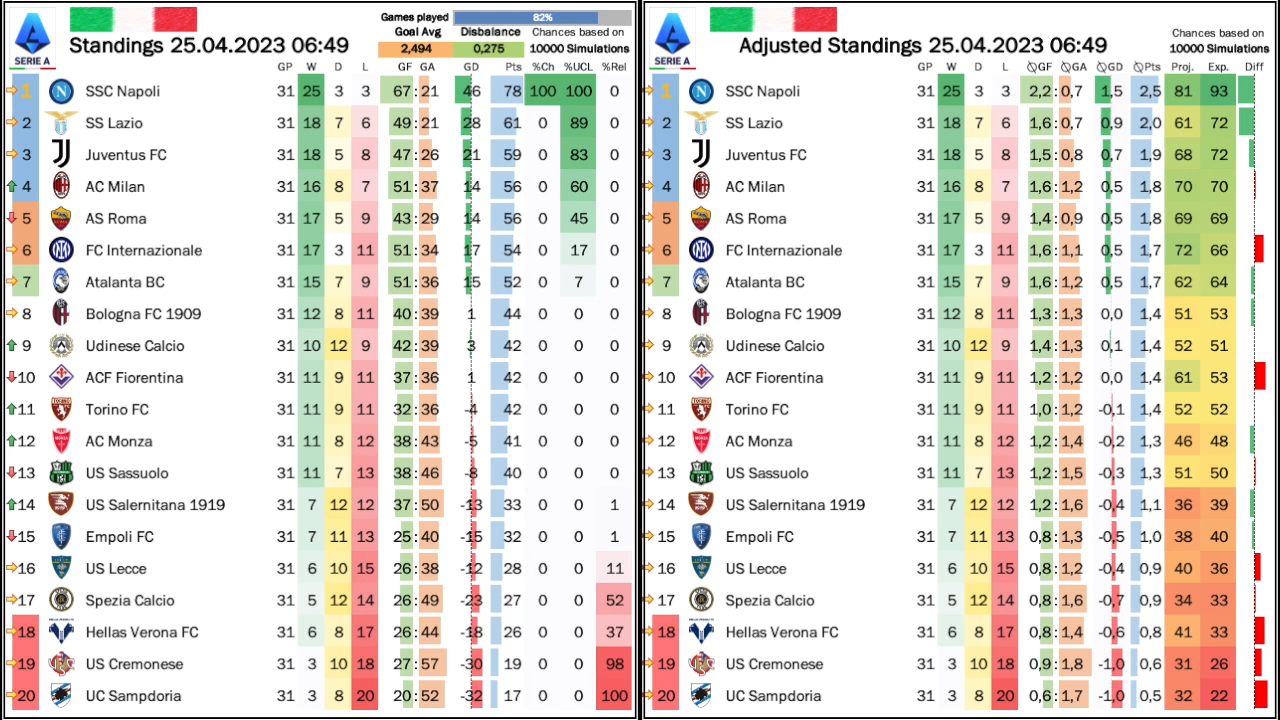 Games played 82%
Goal Avg Disbalance Chances based on
SERIE A Standings 25.04.2023 06:49 2,494 0,275 10000 Simulations
GP W D L GF GA GD Pts %Ch %UCL %Rel
1 SSC Napoli 31 25 3 3 67 : 21 46 78 100 100 0
2 SS Lazio 31 18 7 6 49 : 21 28 61 0 89 0
3 Juventus FC 31 18 5 8 47 : 26 21 59 0 83 0
4 AC Milan 31 16 8 7 51 : 37 14 56 0 60 0
5 AS Roma 31 17 5 9 43 : 29 14 56 0 45 0
6 FC Internazionale 31 17 3 11 51 : 34 17 54 0 17 0
7 Atalanta BC 31 15 7 9 51 : 36 15 52 0 7 0
8 Bologna FC 1909 31 12 8 11 40 : 39 1 44 0 0 0
9 Udinese Calcio 31 10 12 9 42 : 39 3 42 0 0 0
10 ACF Fiorentina 31 11 9 11 37 : 36 1 42 0 0 0
11 Torino FC 31 11 9 11 32 : 36 -4 42 0 0 0
12 AC Monza 31 11 8 12 38 : 43 -5 41 0 0 0
13 US Sassuolo 31 11 7 13 38 : 46 -8 40 0 0 0
14 US Salernitana 1919 31 7 12 12 37 : 50 -13 33 0 0 1
15 Empoli FC 31 7 11 13 25 : 40 -15 32 0 0 1
16 US Lecce 31 6 10 15 26 : 38 -12 28 0 0 11
17 Spezia Calcio 31 5 12 14 26 : 49 -23 27 0 0 52
18 Hellas Verona FC 31 6 8 17 26 : 44 -18 26 0 0 37
19 US Cremonese 31 3 10 18 27 : 57 -30 19 0 0 98
20 UC Sampdoria 31 3 8 20 20 : 52 -32 17 0 0 100
Chances based on
SERIE A Adjusted Standings 25.04.2023 06:49 10000 Simulations
GP W D L ∅GF ∅GA ∅GD ∅Pts Proj. Exp. Diff
1 SSC Napoli 31 25 3 3 2,2 : 0,7 1,5 2,5 81 93
2 SS Lazio 31 18 7 6 1,6 : 0,7 0,9 2,0 61 72
3 Juventus FC 31 18 5 8 1,5 : 0,8 0,7 1,9 68 72
4 AC Milan 31 16 8 7 1,6 : 1,2 0,5 1,8 70 70
5 AS Roma 31 17 5 9 1,4 : 0,9 0,5 1,8 69 69
6 FC Internazionale 31 17 3 11 1,6 : 1,1 0,5 1,7 72 66
7 Atalanta BC 31 15 7 9 1,6 : 1,2 0,5 1,7 62 64
8 Bologna FC 1909 31 12 8 11 1,3 : 1,3 0,0 1,4 51 53
9 Udinese Calcio 31 10 12 9 1,4 : 1,3 0,1 1,4 52 51
10 ACF Fiorentina 31 11 9 11 1,2 : 1,2 0,0 1,4 61 53
11 Torino FC 31 11 9 11 1,0 : 1,2 -0,1 1,4 52 52
12 AC Monza 31 11 8 12 1,2 : 1,4 -0,2 1,3 46 48
13 US Sassuolo 31 11 7 13 1,2 : 1,5 -0,3 1,3 51 50
14 US Salernitana 1919 31 7 12 12 1,2 : 1,6 -0,4 1,1 36 39
15 Empoli FC 31 7 11 13 0,8 : 1,3 -0,5 1,0 38 40
16 US Lecce 31 6 10 15 0,8 : 1,2 -0,4 0,9 40 36
17 Spezia Calcio 31 5 12 14 0,8 : 1,6 -0,7 0,9 34 33
18 Hellas Verona FC 31 6 8 17 0,8 : 1,4 -0,6 0,8 41 33
19 US Cremonese 31 3 10 18 0,9 : 1,8 -1,0 0,6 31 26
20 UC Sampdoria 31 3 8 20 0,6 : 1,7 -1,0 0,5 32 22